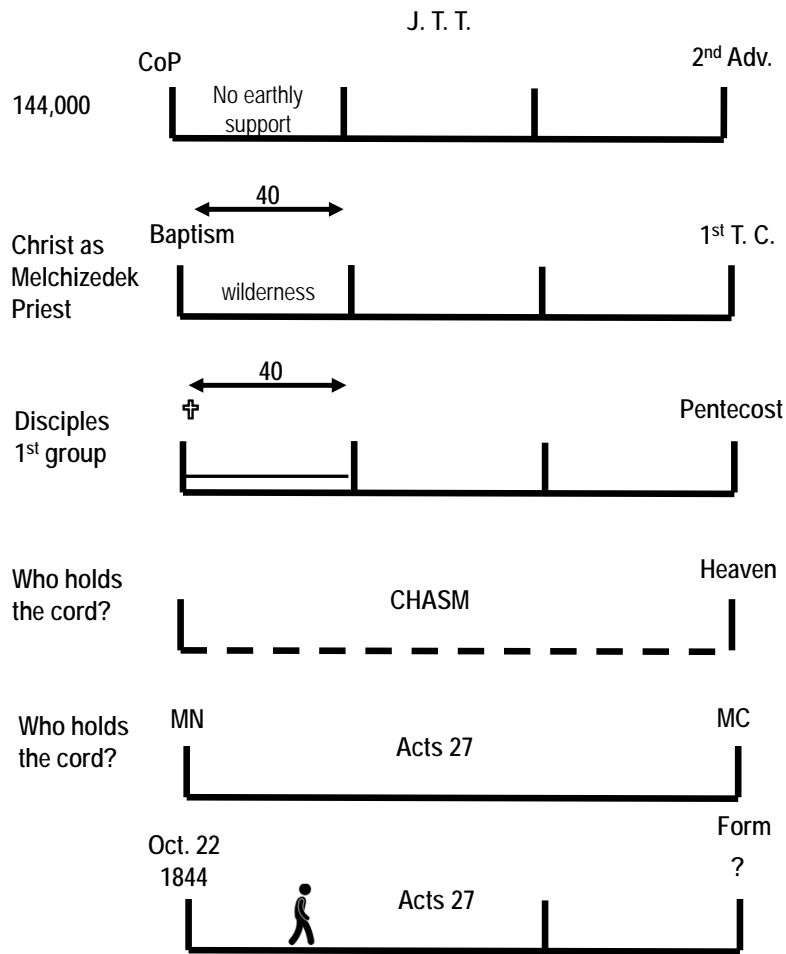 J. T. T.
CoP
2nd Adv.
144,000
No earthly
support
40
Baptism
1st T. C.
Christ as
Melchizedek
Priest
wilderness
40
Pentecost
Disciples
1st group
Heaven
Who holds
the cord?
CHASM
MN
MC
Who holds
the cord?
Acts 27
Form
?
Oct. 22
1844
Acts 27